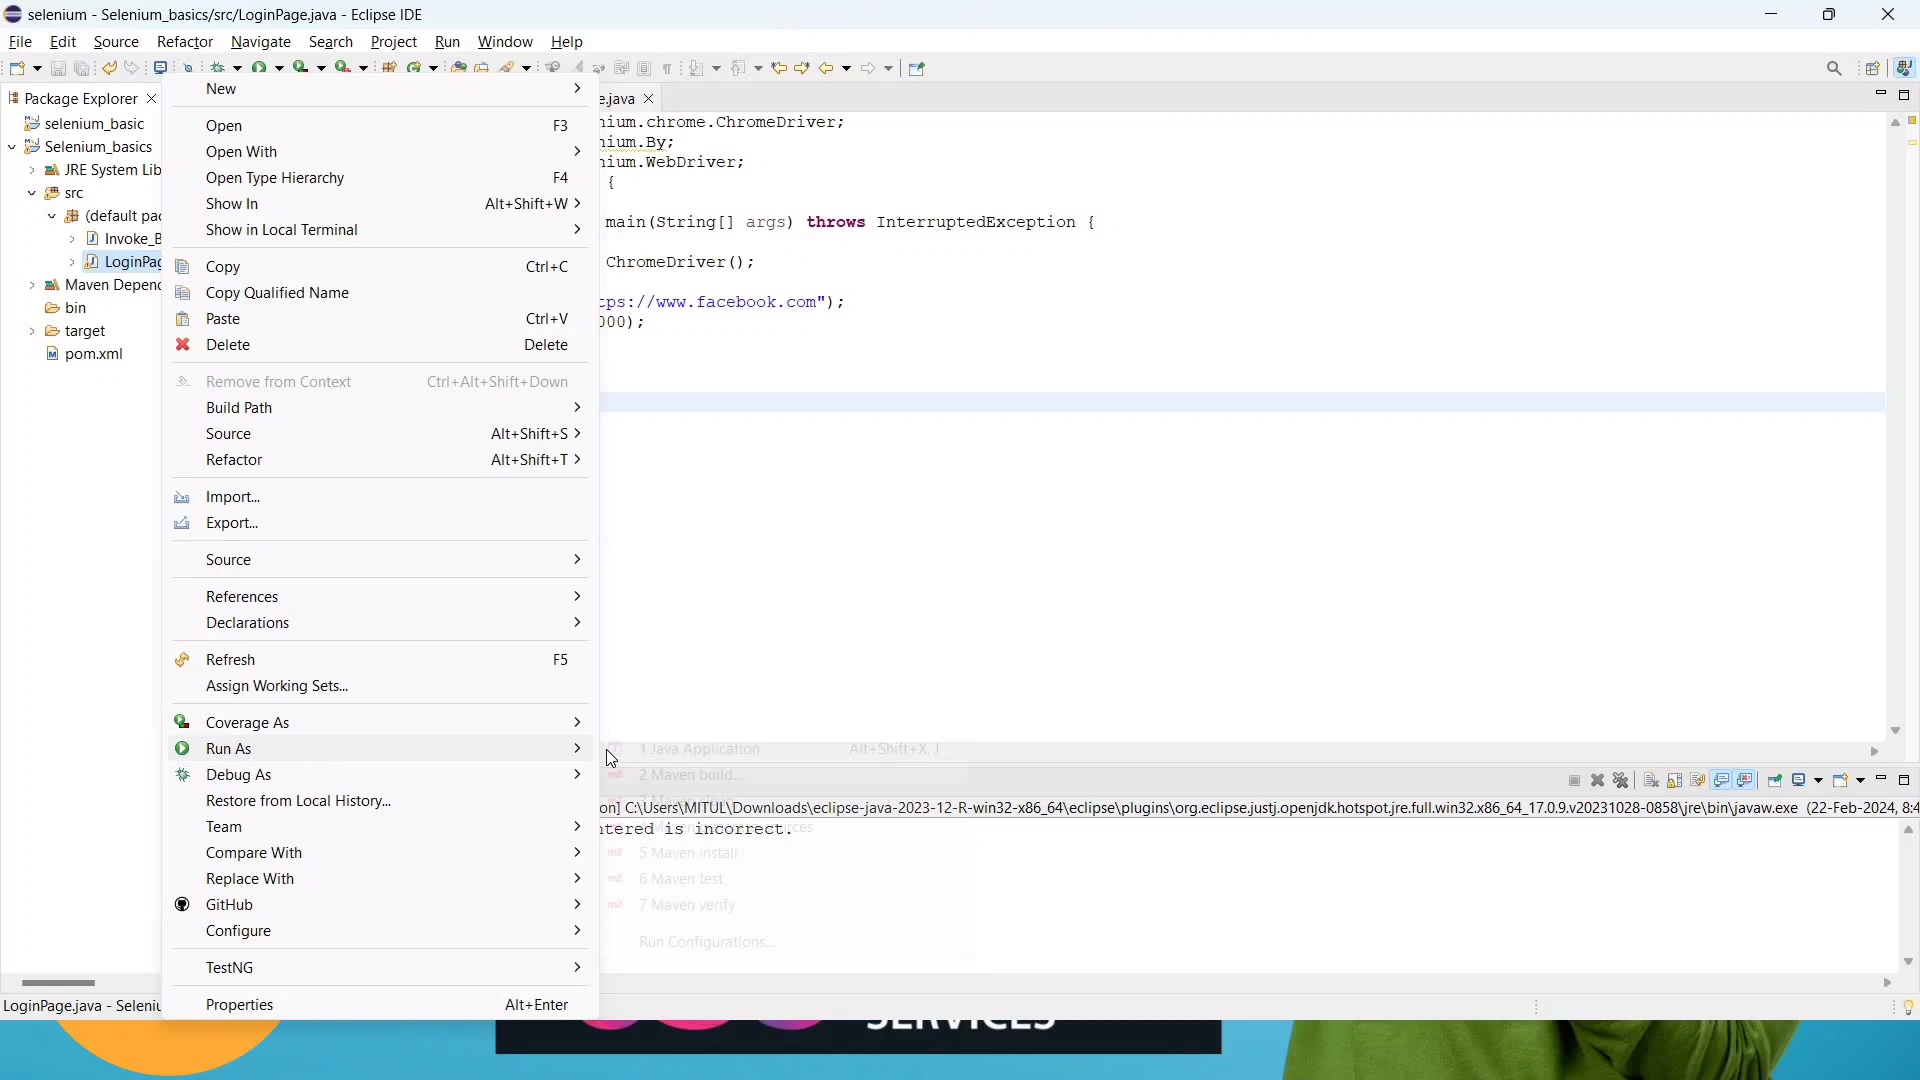 selenium - Selenium_basics/src/LoginPage.java - Eclipse IDE
File Edit Source Refactor Navigate Search Project Run Window Help
Package Explorer
e.java
selenium_basic
Selenium_basics
JRE System Lib
src
(default pac
Invoke_B
LoginPag
Maven Depend
bin
target
pom.xml
New
Open F3
Open With
Open Type Hierarchy F4
Show In Alt+Shift+W
Show in Local Terminal
Copy Ctrl+C
Copy Qualified Name
Paste Ctrl+V
Delete Delete
Remove from Context Ctrl+Alt+Shift+Down
Build Path
Source Alt+Shift+S
Refactor Alt+Shift+T
Import...
Export...
Source
References
Declarations
Refresh F5
Assign Working Sets...
Coverage As
Run As
Debug As
Restore from Local History...
Team
Compare With
Replace With
GitHub
Configure
TestNG
Properties Alt+Enter
nium.chrome.ChromeDriver;
nium.By;
nium.WebDriver;
{
main(String[] args) throws InterruptedException {
ChromeDriver();
tps://www.facebook.com");
000);
1 Java Application Alt+Shift+X, J
2 Maven build...
5 Maven install
6 Maven test
7 Maven verify
Run Configurations...
on] C:\Users\MITUL\Downloads\eclipse-java-2023-12-R-win32-x86_64\eclipse\plugins\org.eclipse.justj.openjdk.hotspot.jre.full.win32.x86_64_17.0.9.v20231028-0858\jre\bin\javaw.exe (22-Feb-2024, 8:4
ntered is incorrect.
LoginPage.java - Seleniu
SERVICES